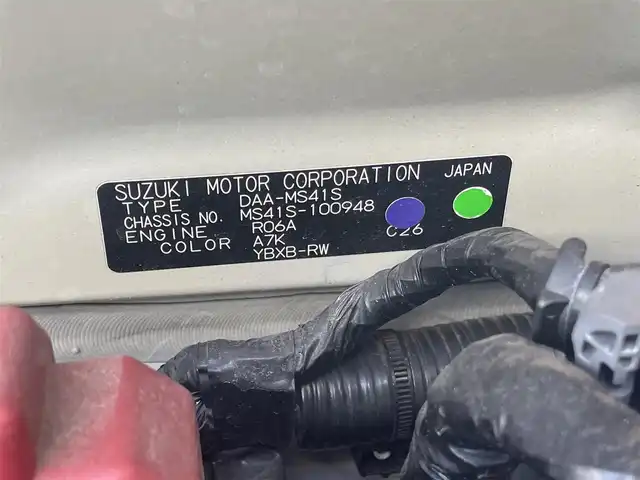 SUZUKI MOTOR CORPORATION JAPAN
TYPE DAA-MS41S
CHASSIS NO. MS41S-100948
ENGINE R06A C26
COLOR A7K
YBXB-RW